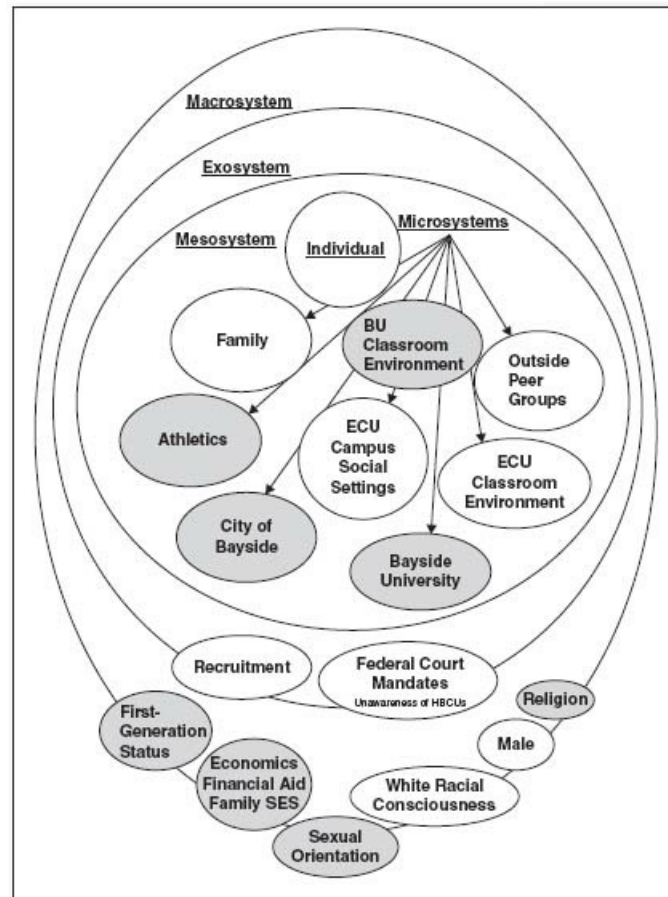 Macrosystem
Exosystem
Microsystems
Mesosystem
Individual
Family
BU
Classroom
Environment
Outside
Peer
Groups
Athletics
ECU
Campus
Social
Settings
ECU
Classroom
Environment
City of
Bayside
Bayside
University
Recruitment
Federal Court
Mandates
Unawareness of HBCUs
Religion
First-
Generation
Status
Male
Economics
Financial Aid
Family SES
White Racial
Consciousness
Sexual
Orientation